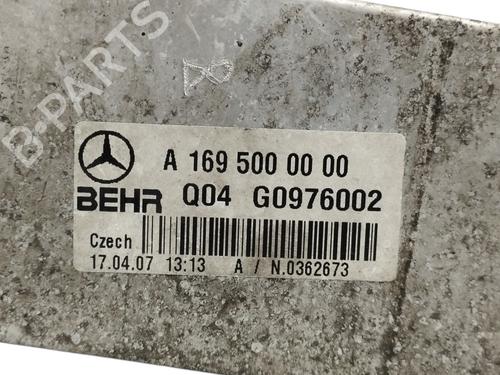 B-PARTS
A 169 500 00 00
BEHR Q04 G0976002
Czech
17.04.07 13:13 A / N.0362673